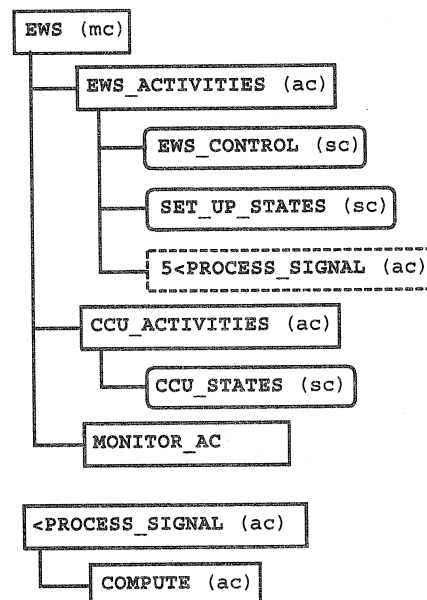 EWS (mc)
EWS_ACTIVITIES (ac)
EWS_CONTROL (sc)
SET_UP_STATES (sc)
5<PROCESS_SIGNAL (ac)
CCU_ACTIVITIES (ac)
CCU_STATES (sc)
MONITOR_AC
<PROCESS_SIGNAL (ac)
COMPUTE (ac)